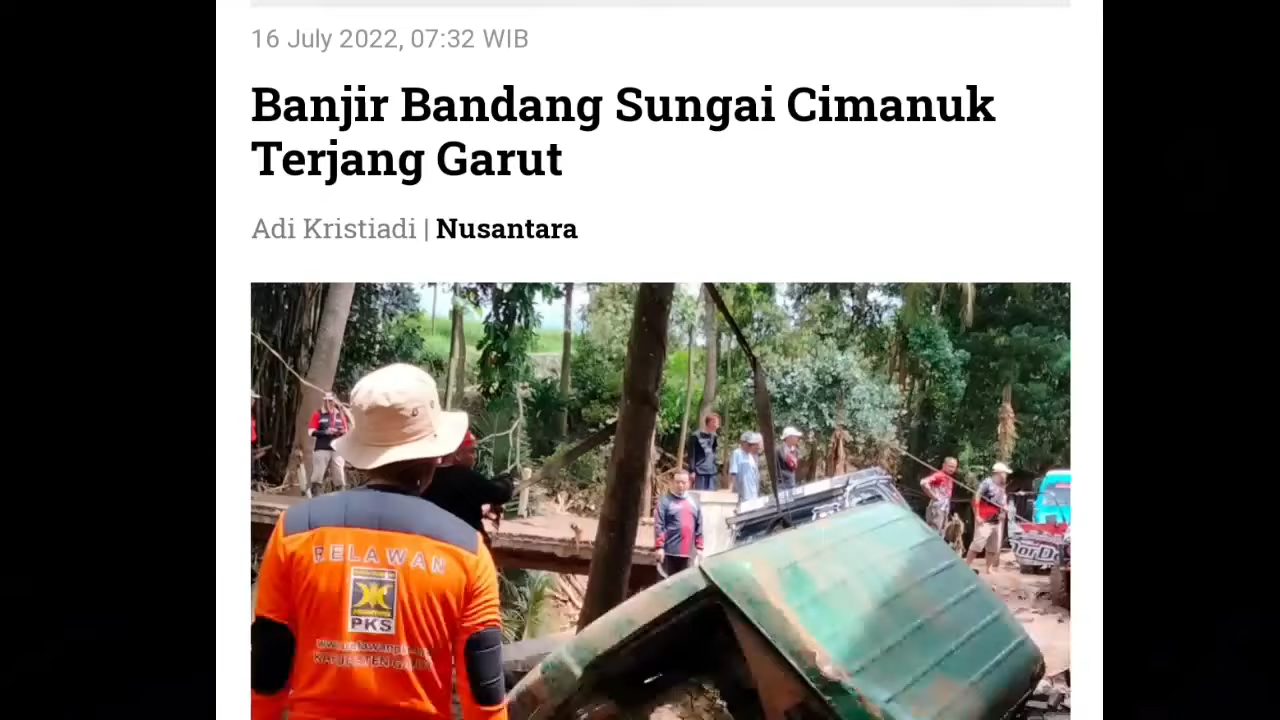 16 July 2022, 07:32 WIB
Banjir Bandang Sungai Cimanuk
Terjang Garut
Adi Kristiadi | Nusantara
RELAWAN
PKS